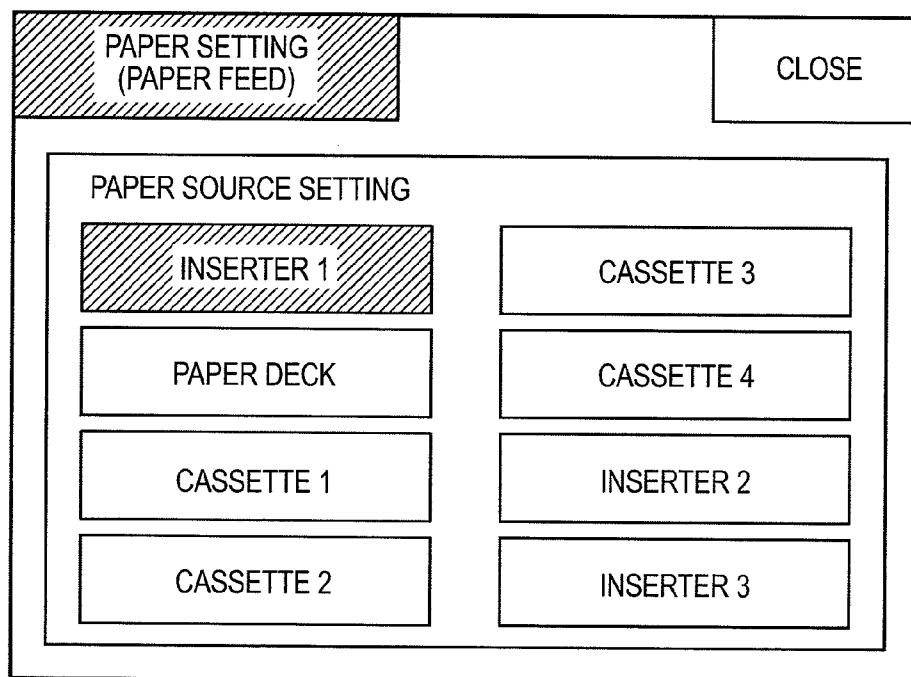 PAPER SETTING
(PAPER FEED)
CLOSE
PAPER SOURCE SETTING
INSERTER 1
CASSETTE 3
PAPER DECK
CASSETTE 4
CASSETTE 1
INSERTER 2
CASSETTE 2
INSERTER 3